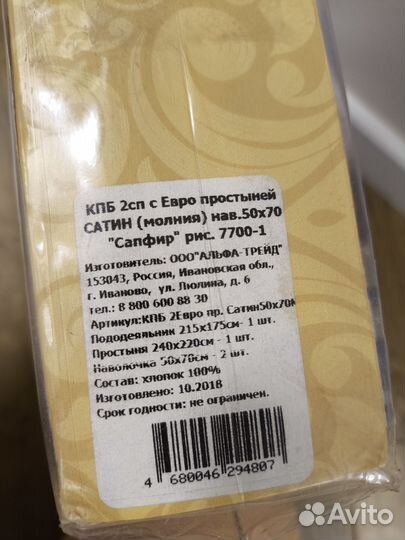 КПБ 2сп с Евро простыней
САТИН (молния) нав.50х70
"Сапфир" рис. 7700-1
Изготовитель: ООО"АЛЬФА-ТРЕЙД"
153043, Россия, Ивановская обл.,
г. Иваново, ул. Люлина, д. 6
тел.: 8 800 600 88 30
Артикул:КПБ 2Евро пр. Сатин50х70М
Пододеяльник 215х175см- 1 шт.
Простыня 240х220см - 1 шт.
Наволочка 50х70см - 2 шт.
Состав: хлопок 100%
Изготовлено: 10.2018
Срок годности: не ограничен.
4 680046 294807
Avito